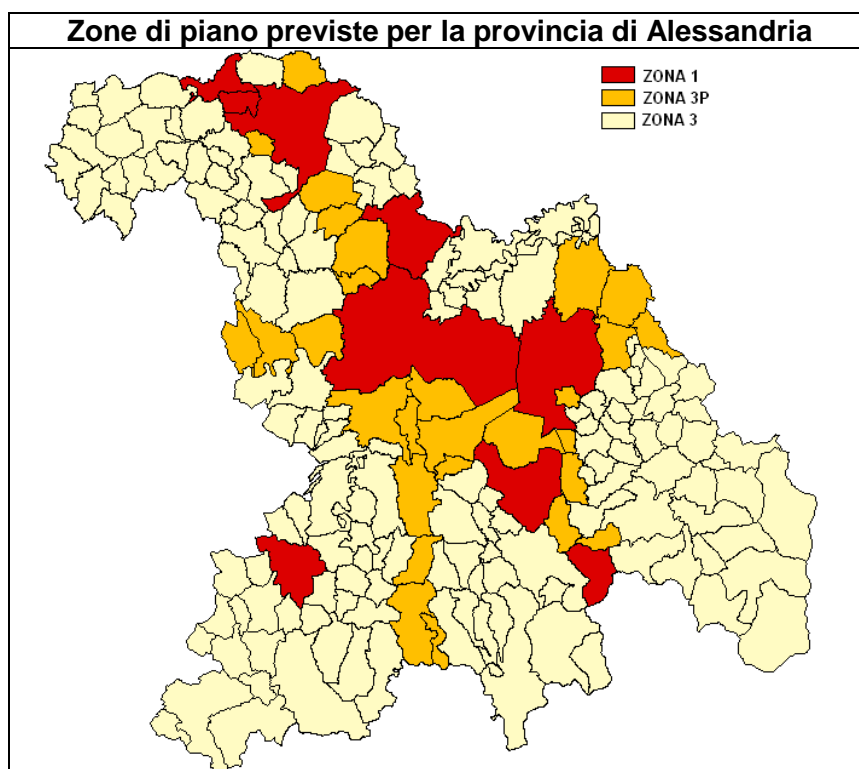 Zone di piano previste per la provincia di Alessandria
ZONA 1
ZONA 3P
ZONA 3